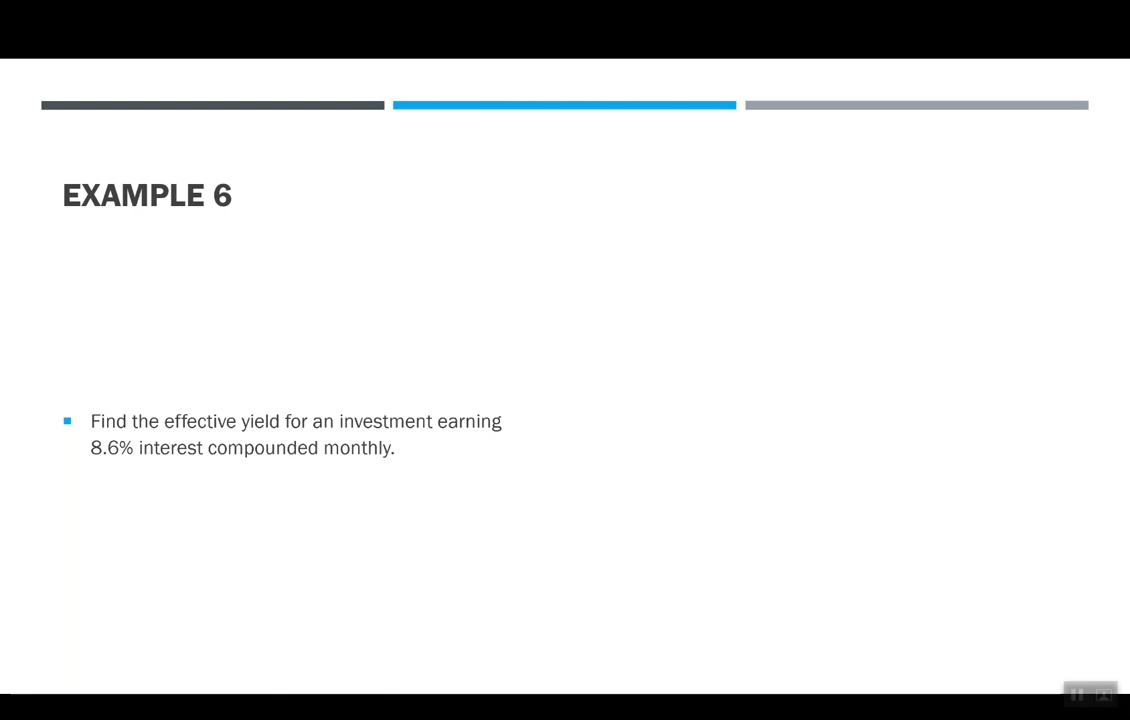 EXAMPLE 6
Find the effective yield for an investment earning
8.6% interest compounded monthly.